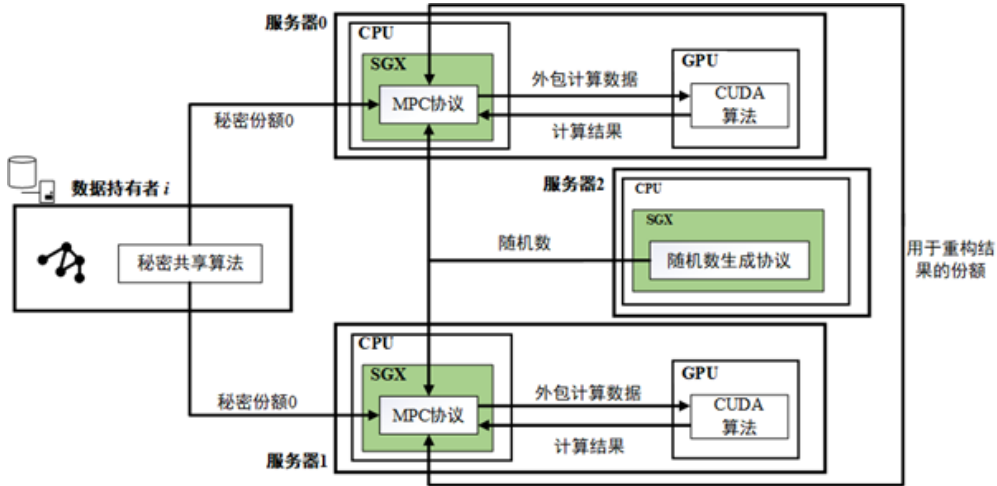 服务器0
CPU
SGX
MPC协议
外包计算数据
计算结果
GPU
CUDA
算法
秘密份额0
数据持有者 i
秘密共享算法
服务器2
CPU
SGX
随机数生成协议
随机数
用于重构结
果的份额
CPU
SGX
MPC协议
外包计算数据
计算结果
GPU
CUDA
算法
秘密份额0
服务器1